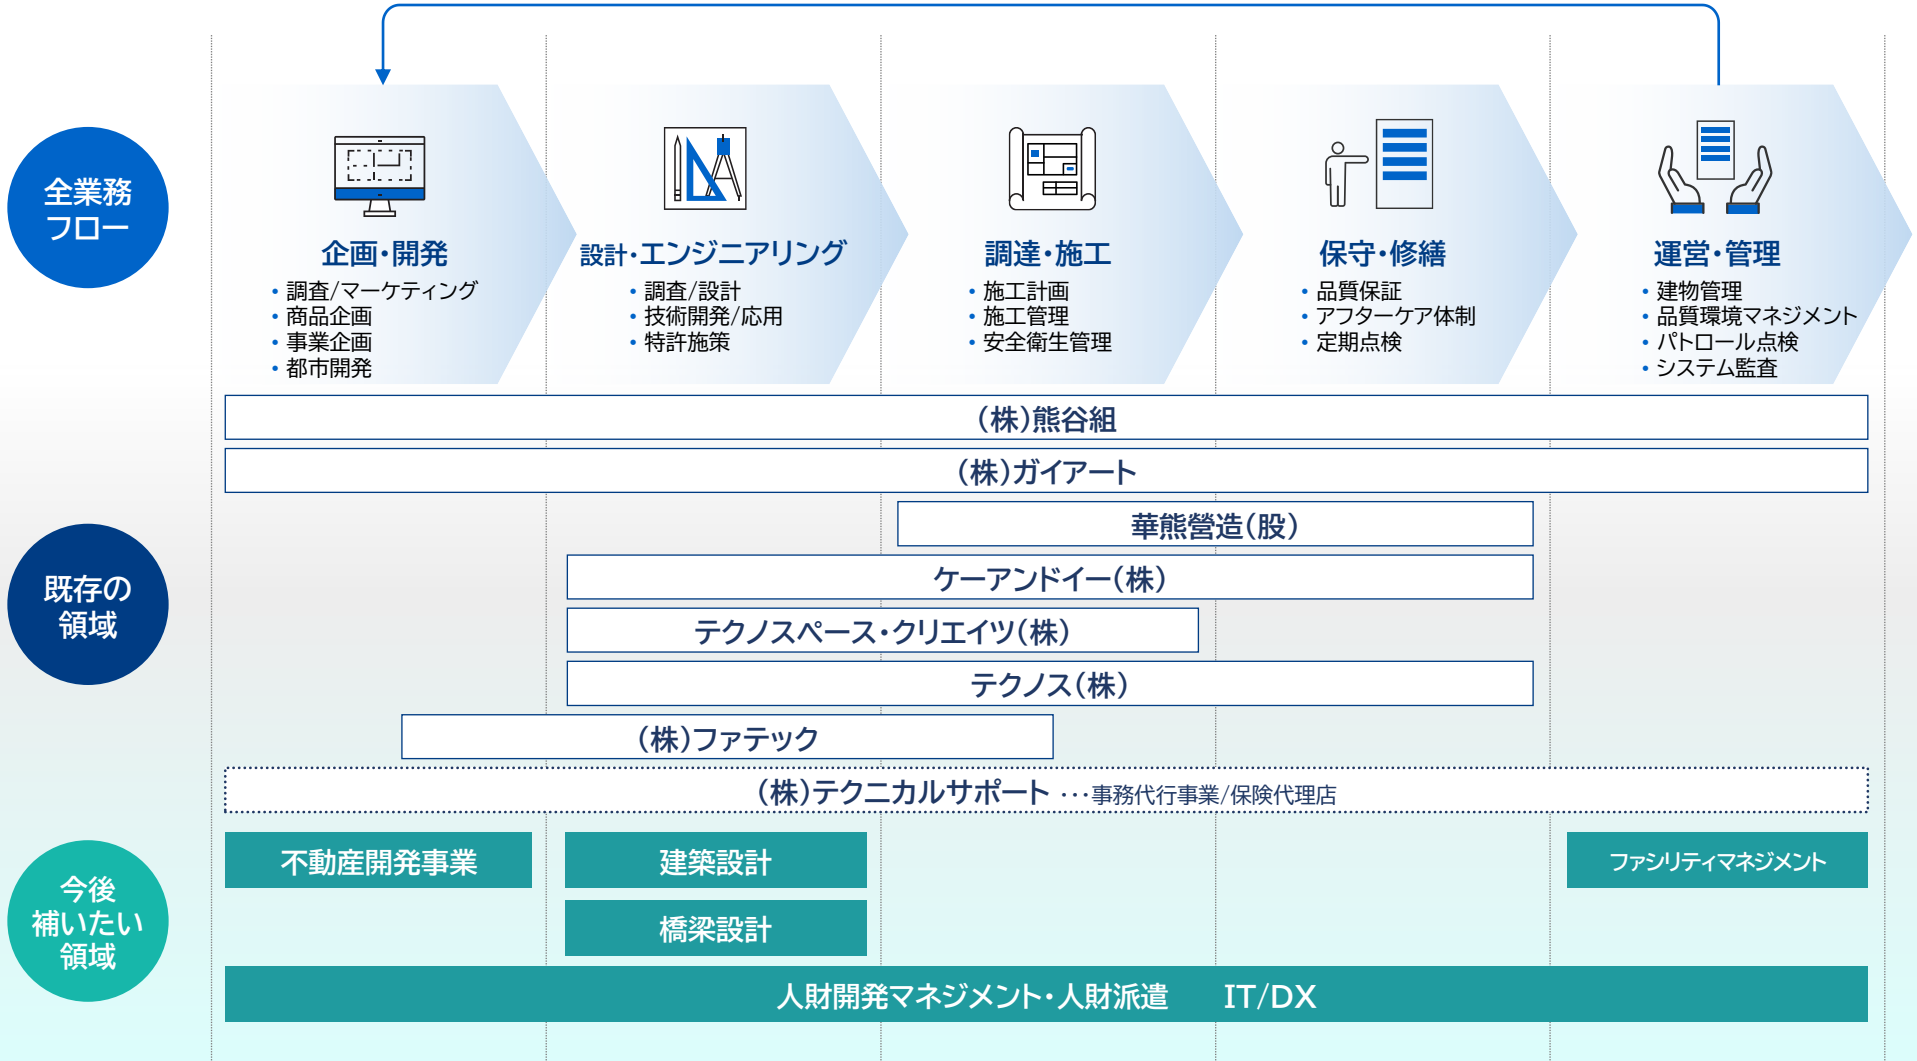 全業務
フロー
企画・開発
・調査/マーケティング
・商品企画
・事業企画
・都市開発
設計・エンジニアリング
・調査/設計
・技術開発/応用
・特許施策
調達・施工
・施工計画
・施工管理
・安全衛生管理
保守・修繕
・品質保証
・アフターケア体制
・定期点検
運営・管理
・建物管理
・品質環境マネジメント
・パトロール点検
・システム監査
既存の
領域
(株)熊谷組
(株)ガイアート
華熊營造(股)
ケーアンドイー(株)
テクノスペース・クリエイツ(株)
テクノス(株)
(株)ファテック
(株)テクニカルサポート …事務代行事業/保険代理店
今後
補いたい
領域
不動産開発事業
建築設計
ファシリティマネジメント
橋梁設計
人財開発マネジメント・人財派遣 IT/DX